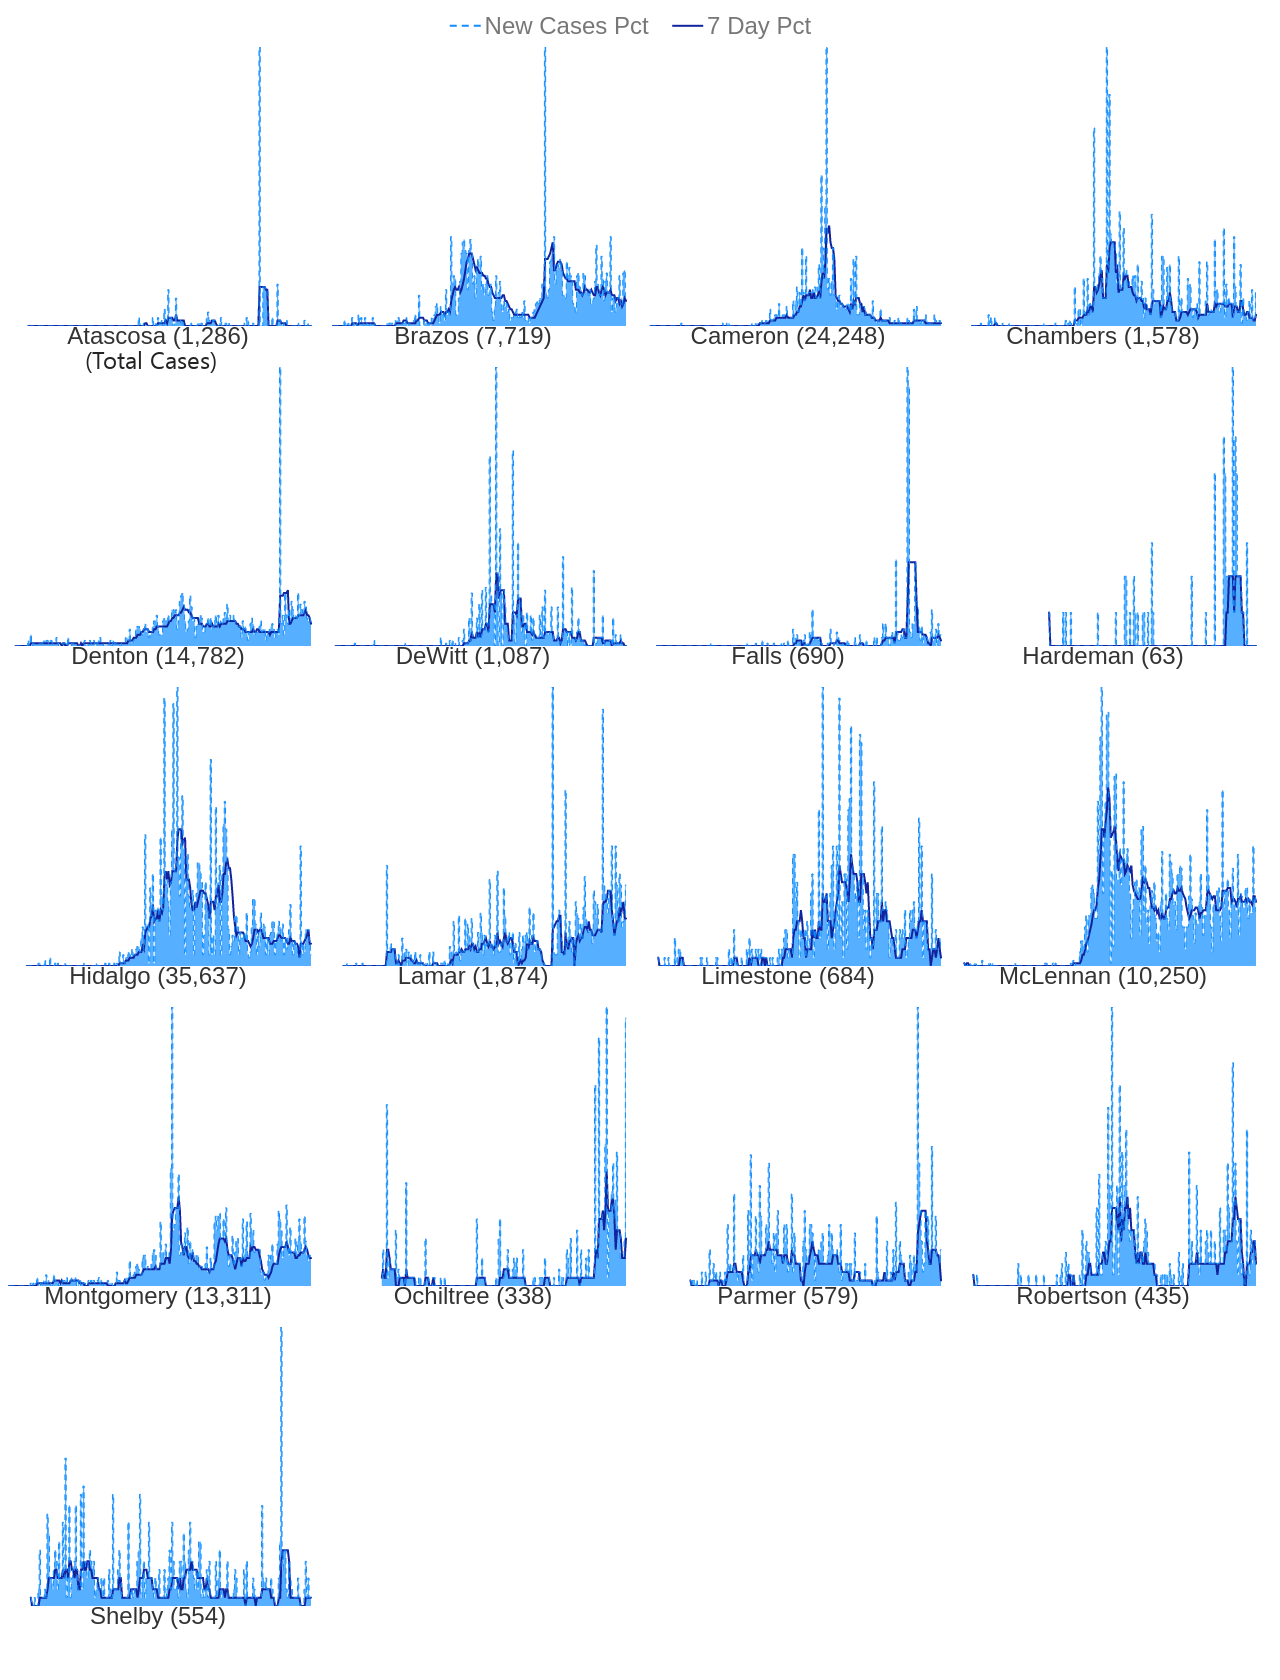 New Cases Pct 7 Day Pct
Atascosa (1,286) Brazos (7,719) Cameron (24,248) Chambers (1,578)
(Total Cases)
Denton (14,782) DeWitt (1,087) Falls (690) Hardeman (63)
Hidalgo (35,637) Lamar (1,874) Limestone (684) McLennan (10,250)
Montgomery (13,311) Ochiltree (338) Parmer (579) Robertson (435)
Shelby (554)